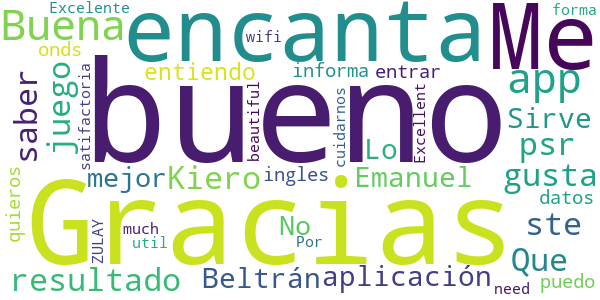 Excelente
Buena
encanta
Me
forma
onds
wifi
bueno
entiendo
informa
entrar
app
saber
juego
satifactoria
beautiful
cuidarnos
Excellent
Sirve
Lo
psr
mejor
Kiero
ingles
Emanuel
gusta
quieros
Gracias
datos
ZULAY
much
util
No
Por
ste
Que
resultado
Beltrán
aplicación
need
puedo